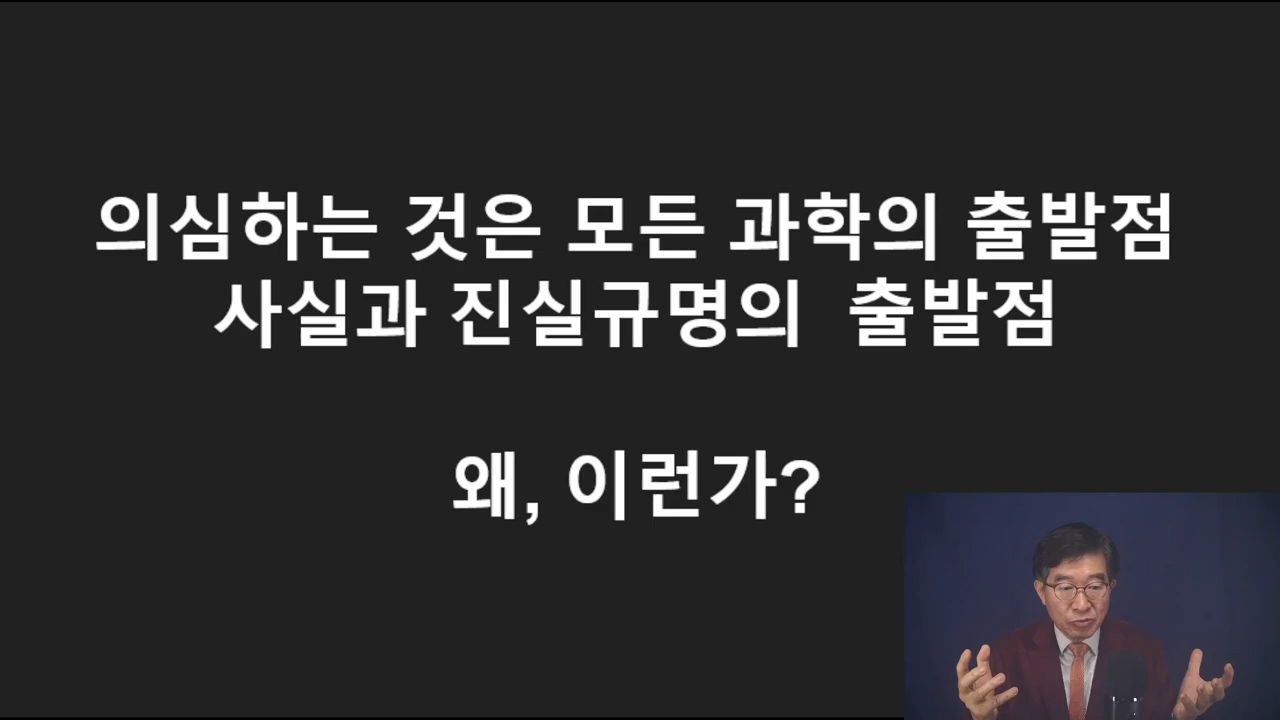 의심하는 것은 모든 과학의 출발점
사실과 진실규명의  출발점
왜, 이런가?